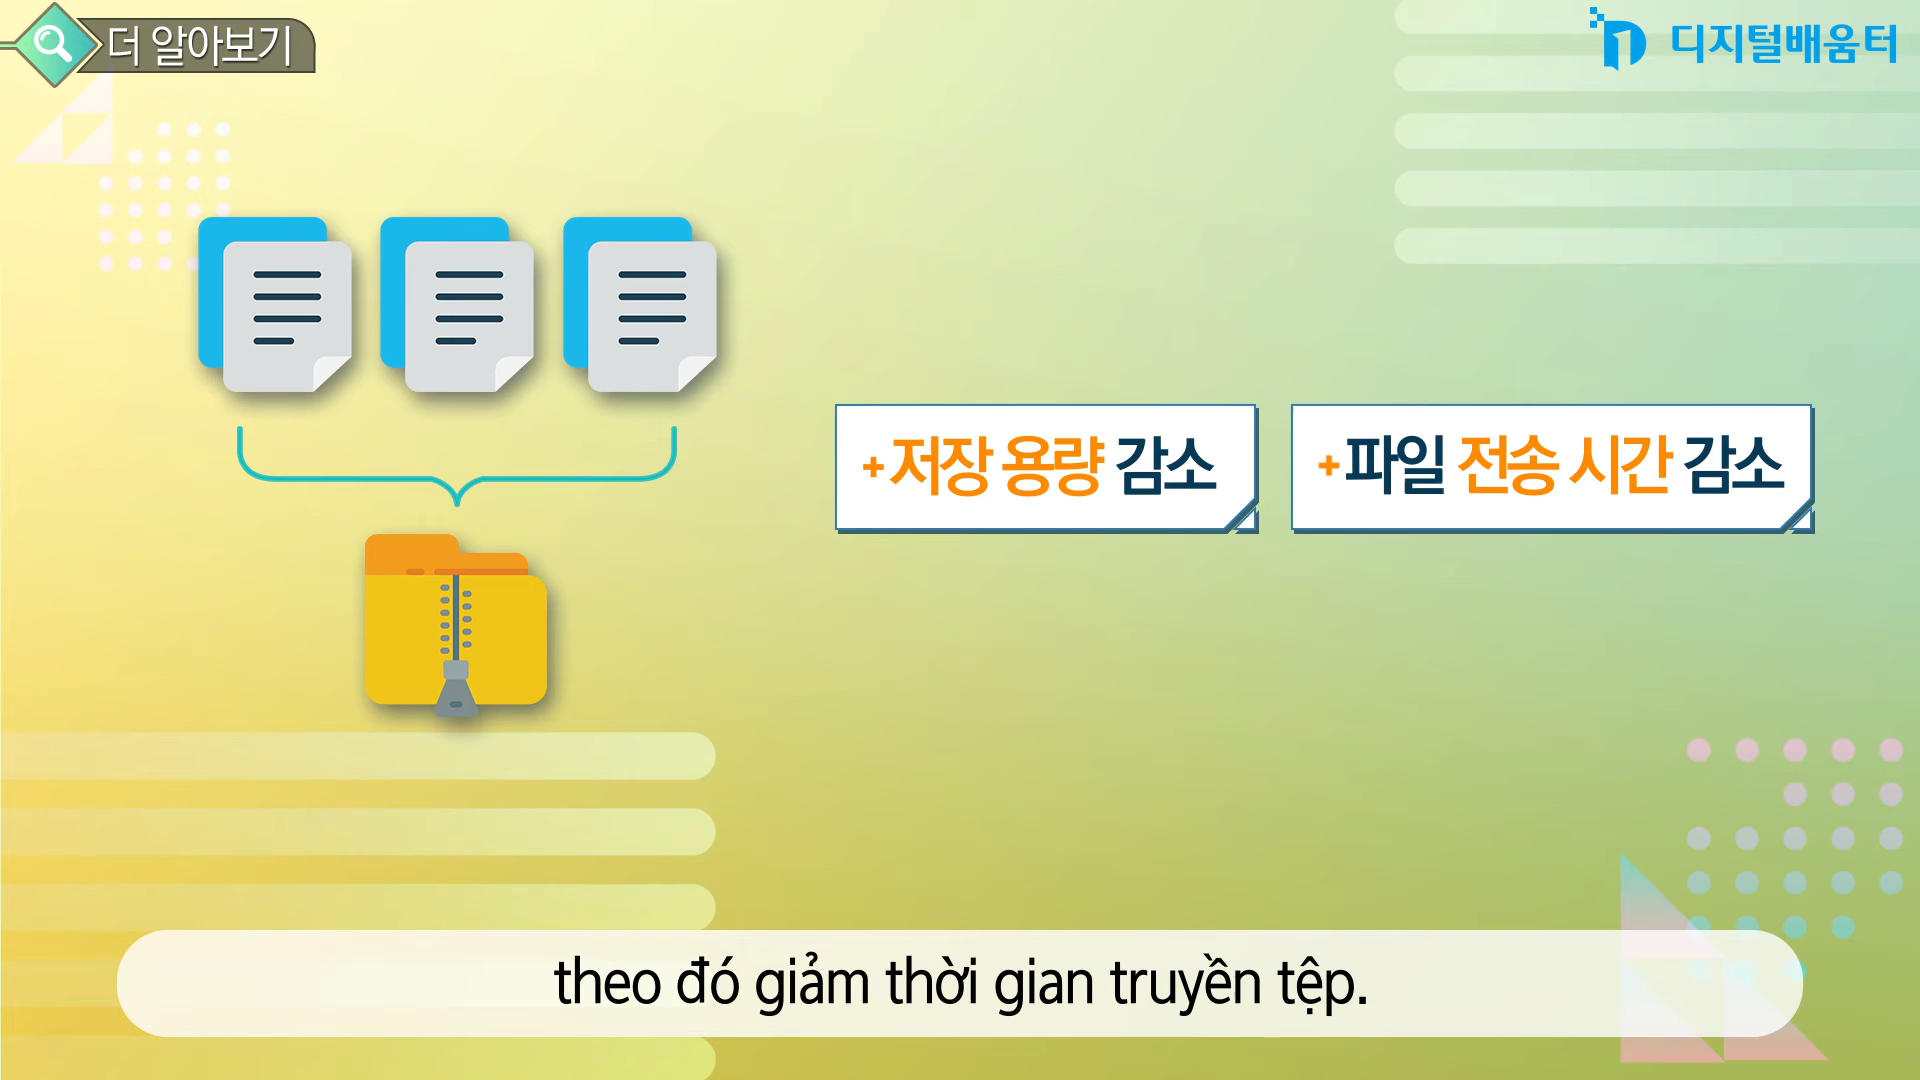 더 알아보기
디지털배움터
+저장 용량 감소
+파일 전송 시간 감소
theo đó giảm thời gian truyền tệp.